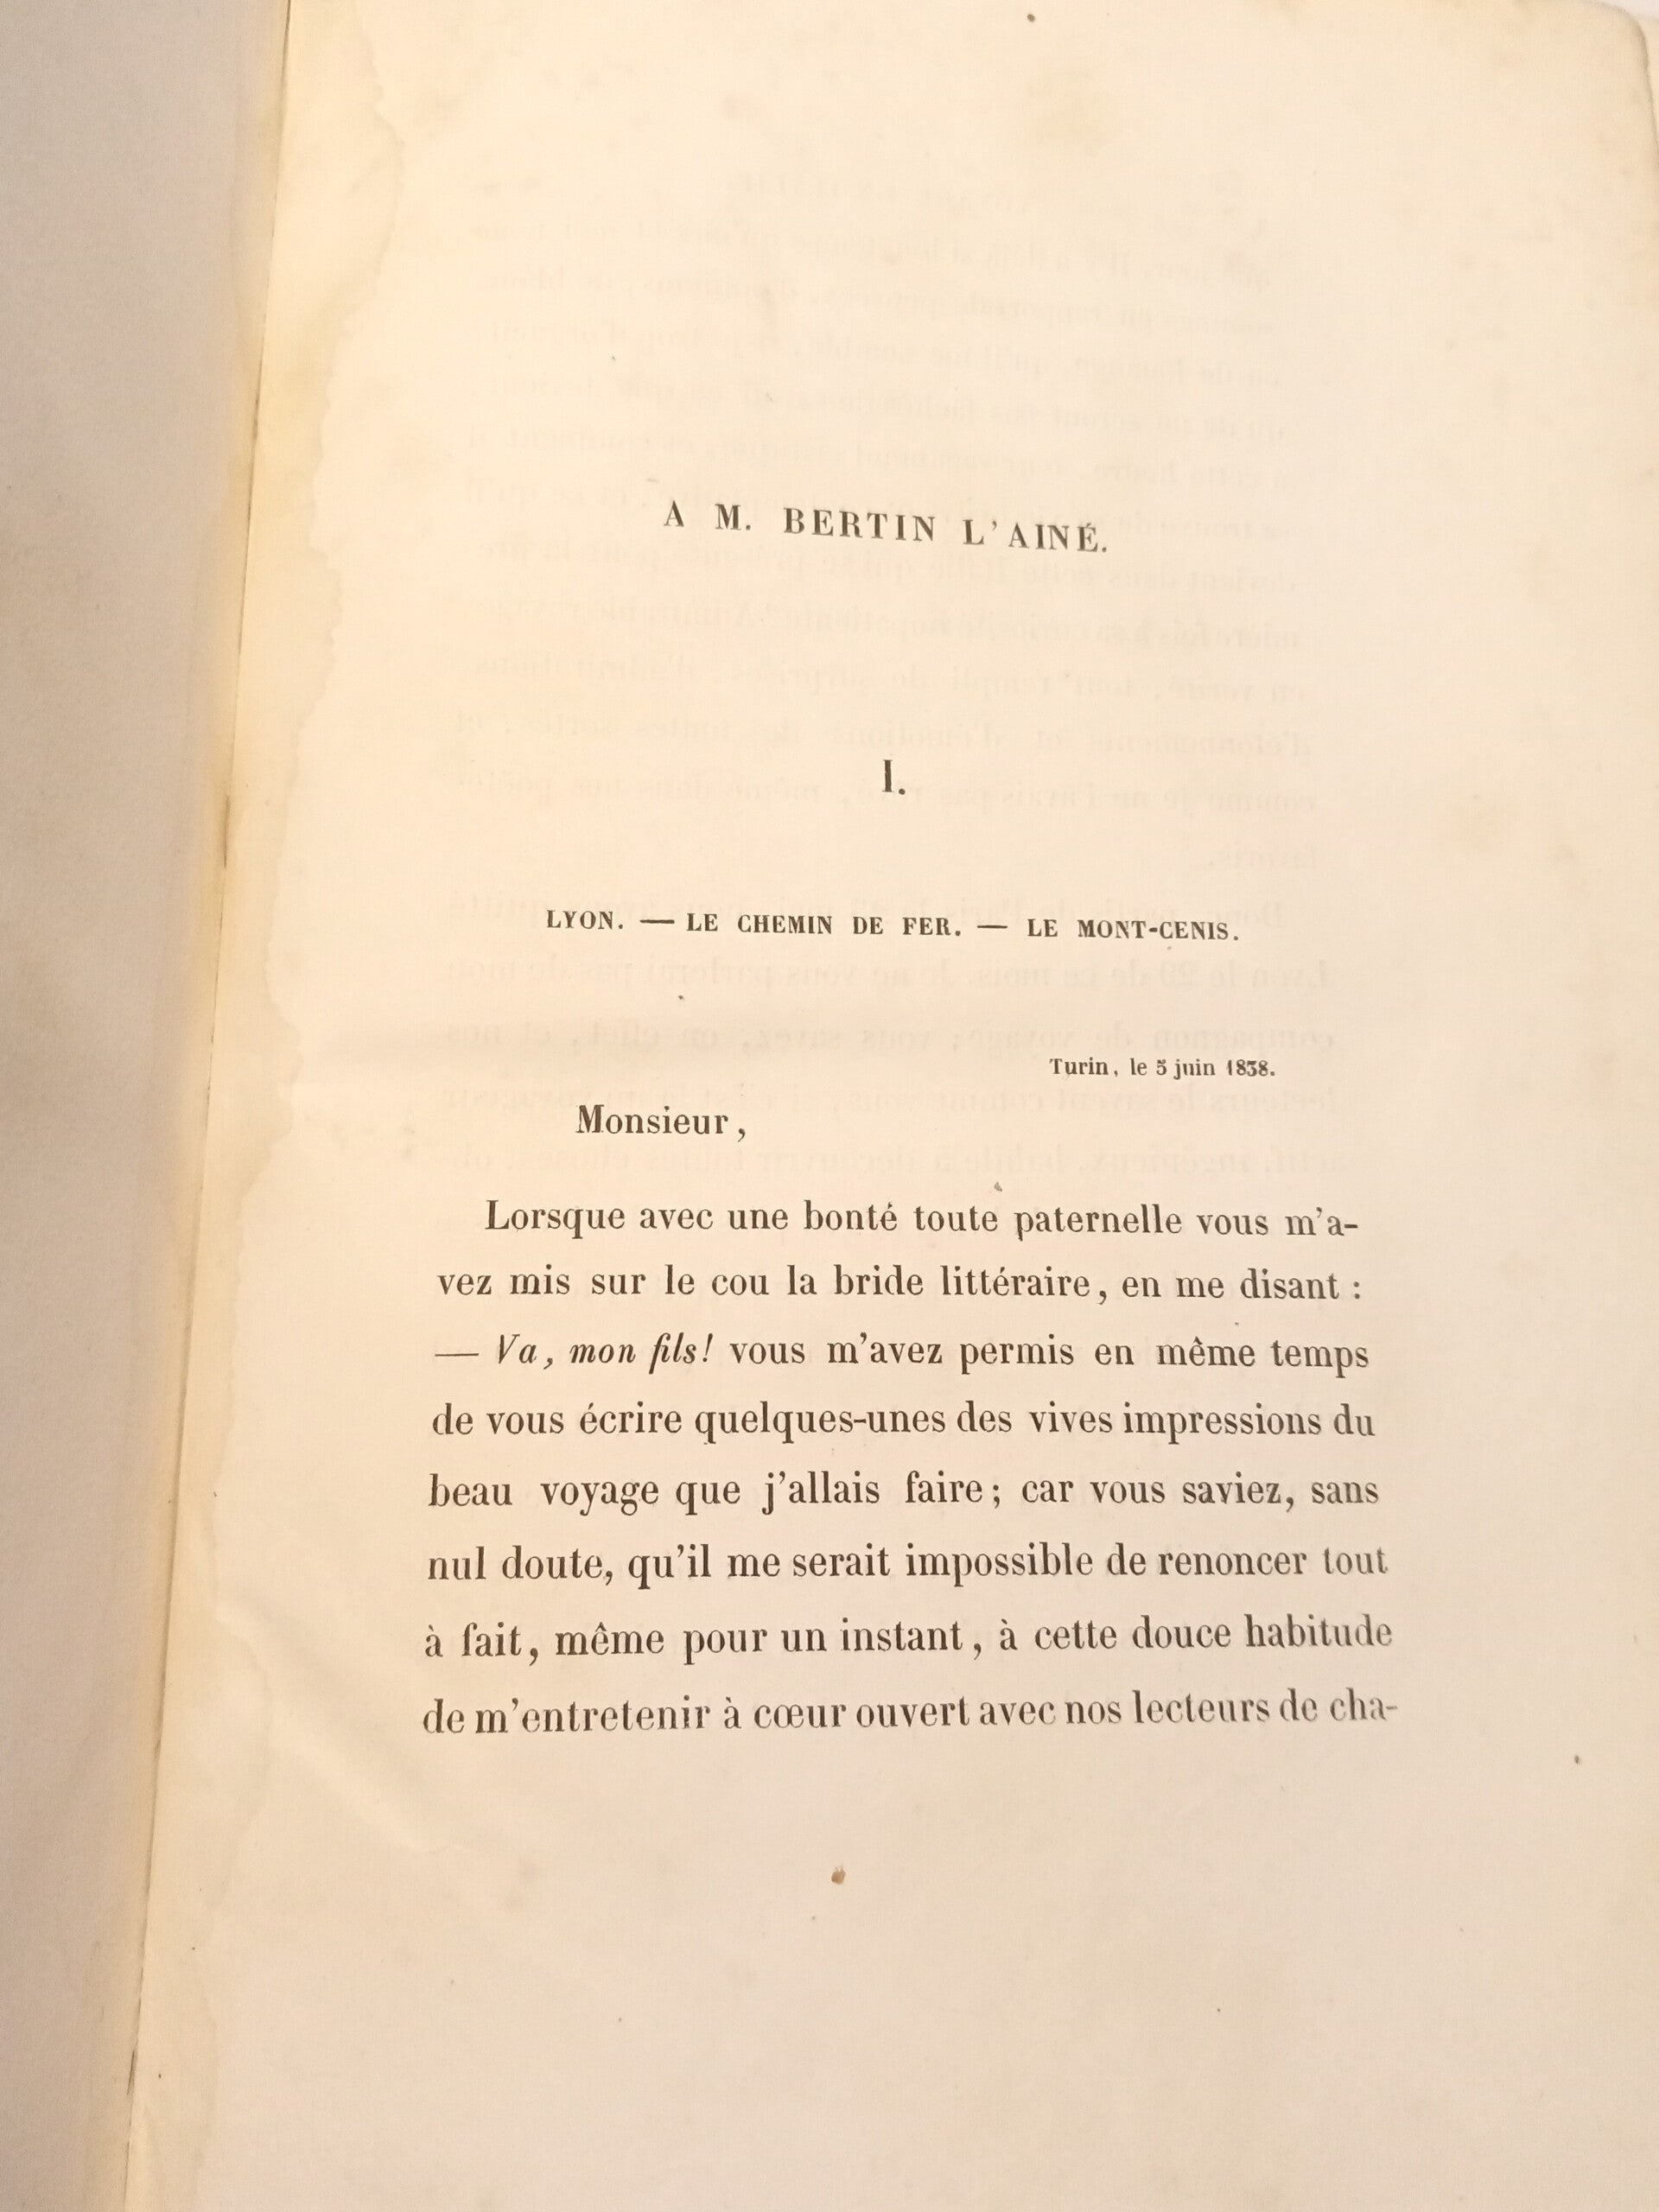 A M. BERTIN L'AINÉ.
I.
LYON. — LE CHEMIN DE FER. — LE MONT-CENIS.
Turin, le 5 juin 1838.
Monsieur,
Lorsque avec une bonté toute paternelle vous m'a-
vez mis sur le cou la bride littéraire, en me disant :
— Va, mon fils! vous m'avez permis en même temps
de vous écrire quelques-unes des vives impressions du
beau voyage que j'allais faire; car vous saviez, sans
nul doute, qu'il me serait impossible de renoncer tout
à fait, même pour un instant, à cette douce habitude
de m'entretenir à cœur ouvert avec nos lecteurs de cha-